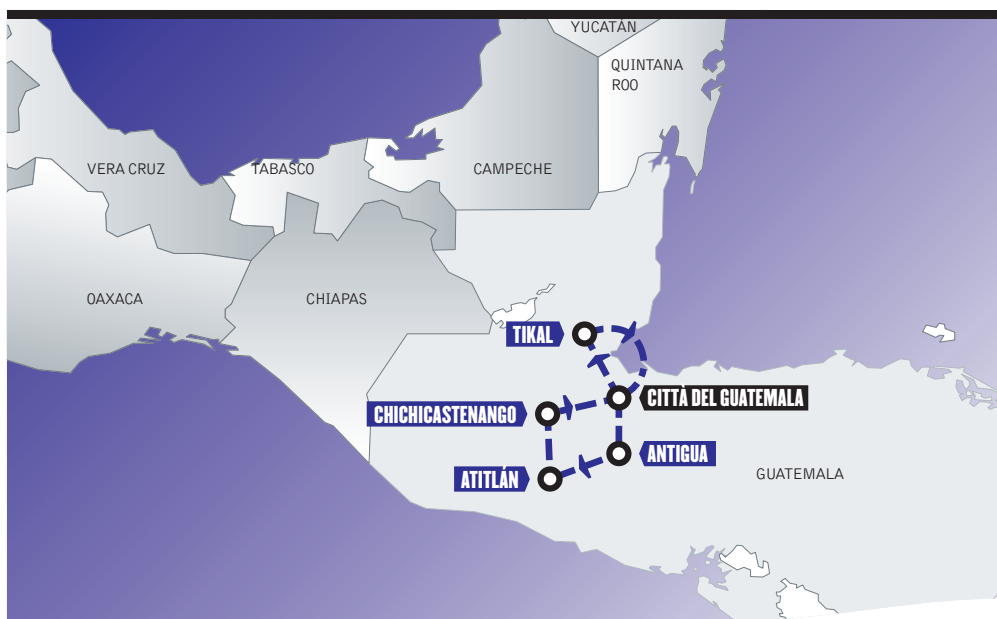 YUCATÁN
QUINTANA
ROO
VERA CRUZ
TABASCO
CAMPECHE
OAXACA
CHIAPAS
TIKAL
CITTÀ DEL GUATEMALA
CHICHICASTENANGO
ANTIGUA
ATITLÁN
GUATEMALA